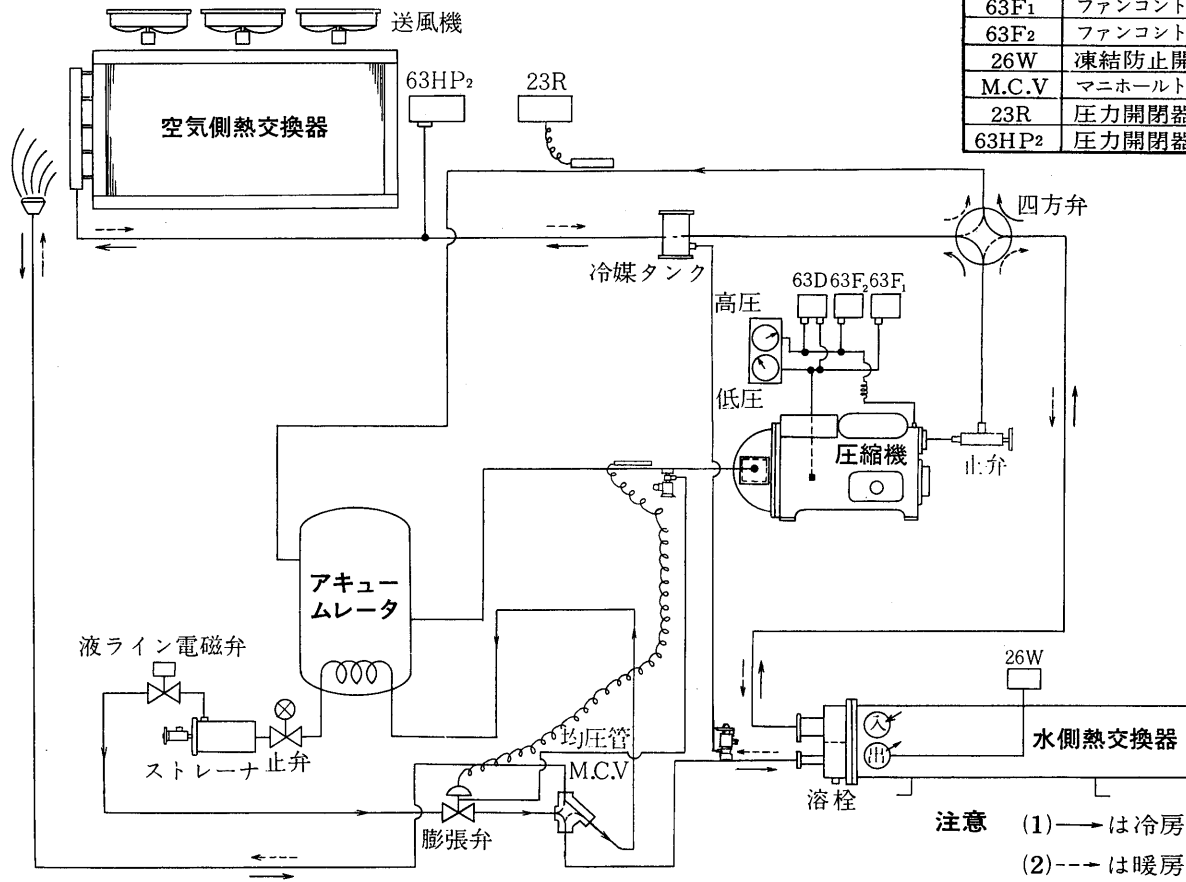 送風機
63F₁ ファンコント
63F₂ ファンコント
26W 凍結防止開
M.C.V マニホールト
23R 圧力開閉器
63HP₂ 圧力開閉器
63HP₂
23R
空気側熱交換器
四方弁
冷媒タンク
63D 63F₂ 63F₁
高圧
低圧
圧縮機
止弁
アキュー
ムレータ
液ライン電磁弁
26W
入
出
均圧管
水側熱交換器
ストレーナ
止弁
M.C.V
溶栓
膨張弁
注意 (1)→は冷房
(2)--→は暖房